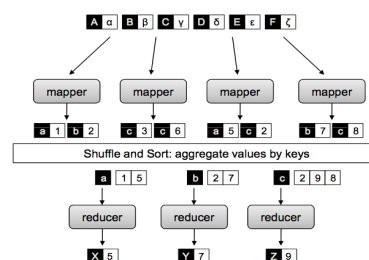 A α B β C γ D δ E ε F ζ
mapper mapper mapper mapper
a 1 b 2 c 3 c 6 a 5 c 2 b 7 c 8
Shuffle and Sort: aggregate values by keys
a 1 5 b 2 7 c 2 9 8
reducer reducer reducer
X 5 Y 7 Z 9